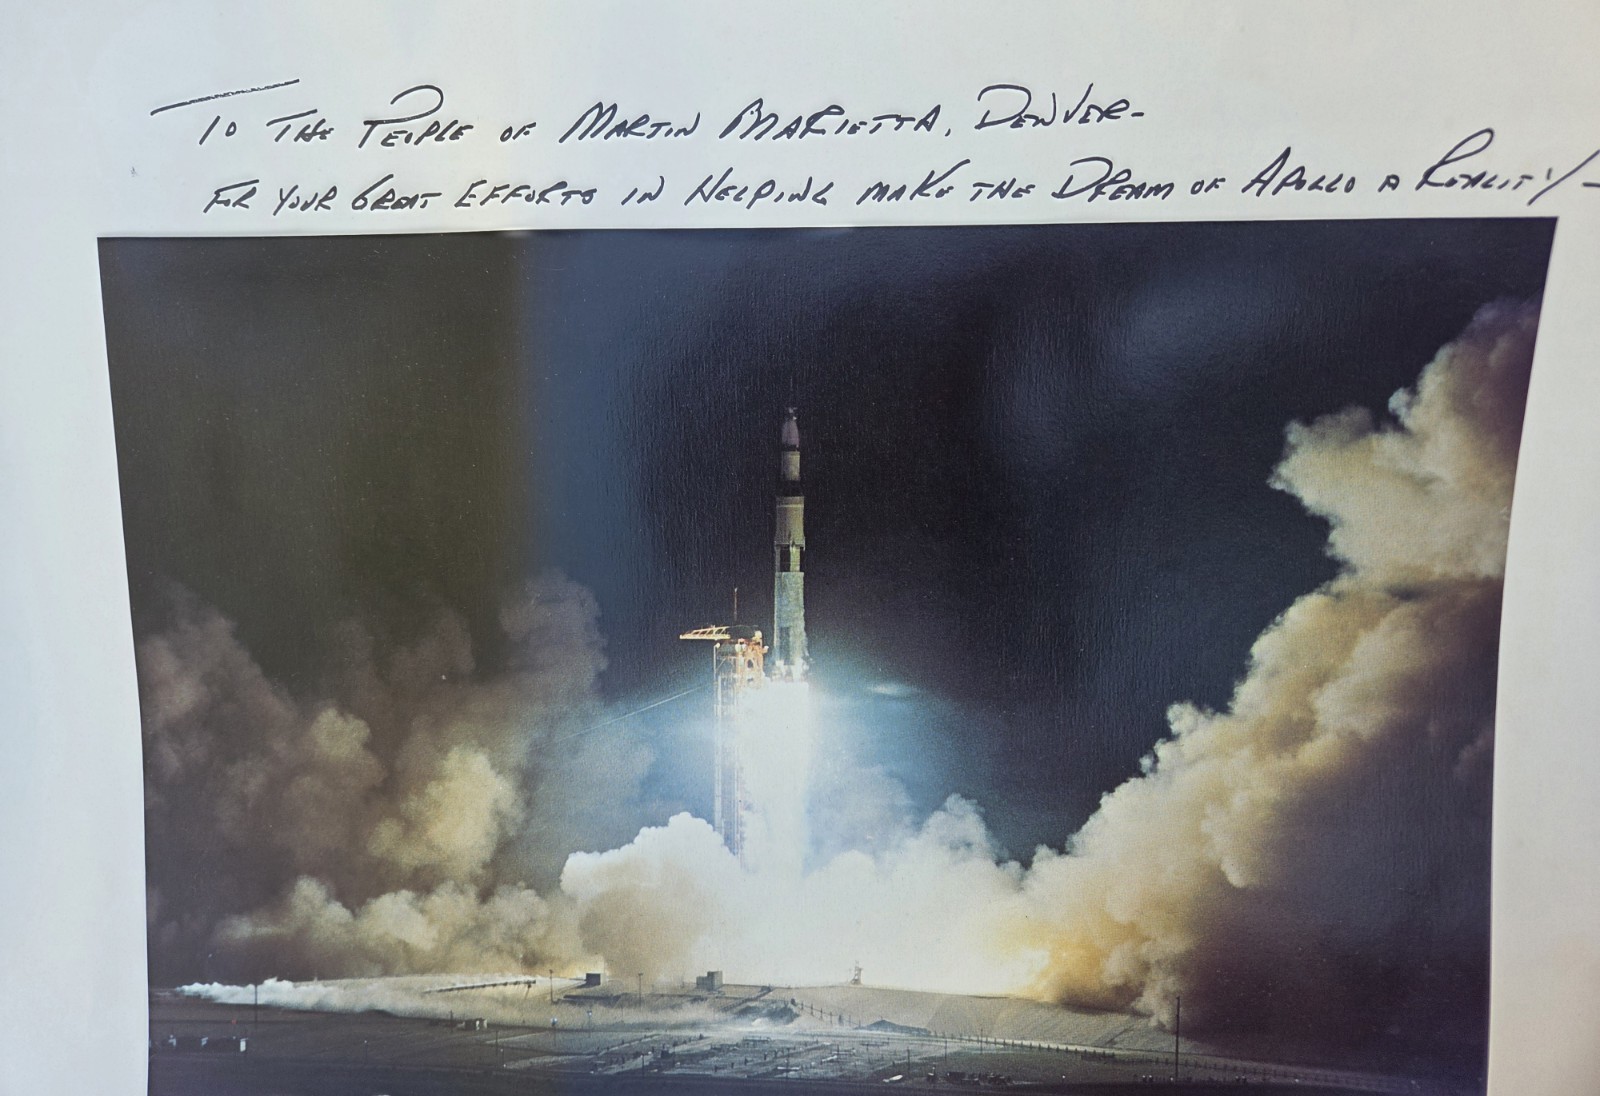 TO THE PEOPLE OF MARTIN MARIETTA, DENVER-
FOR YOUR GREAT EFFORTS IN HELPING MAKE THE DREAM OF APOLLO A REALITY-